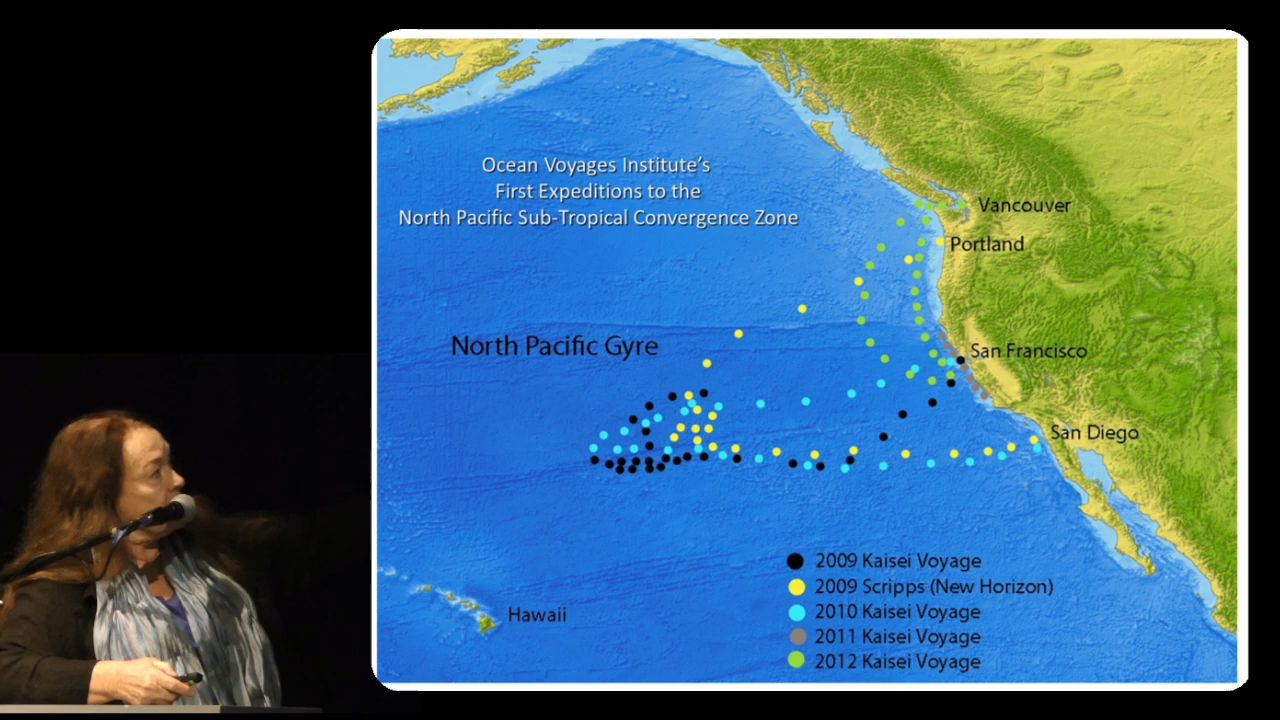 Ocean Voyages Institute's
First Expeditions to the
North Pacific Sub-Tropical Convergence Zone
Vancouver
Portland
North Pacific Gyre
San Francisco
San Diego
Hawaii
2009 Kaisei Voyage
2009 Scripps (New Horizon)
2010 Kaisei Voyage
2011 Kaisei Voyage
2012 Kaisei Voyage